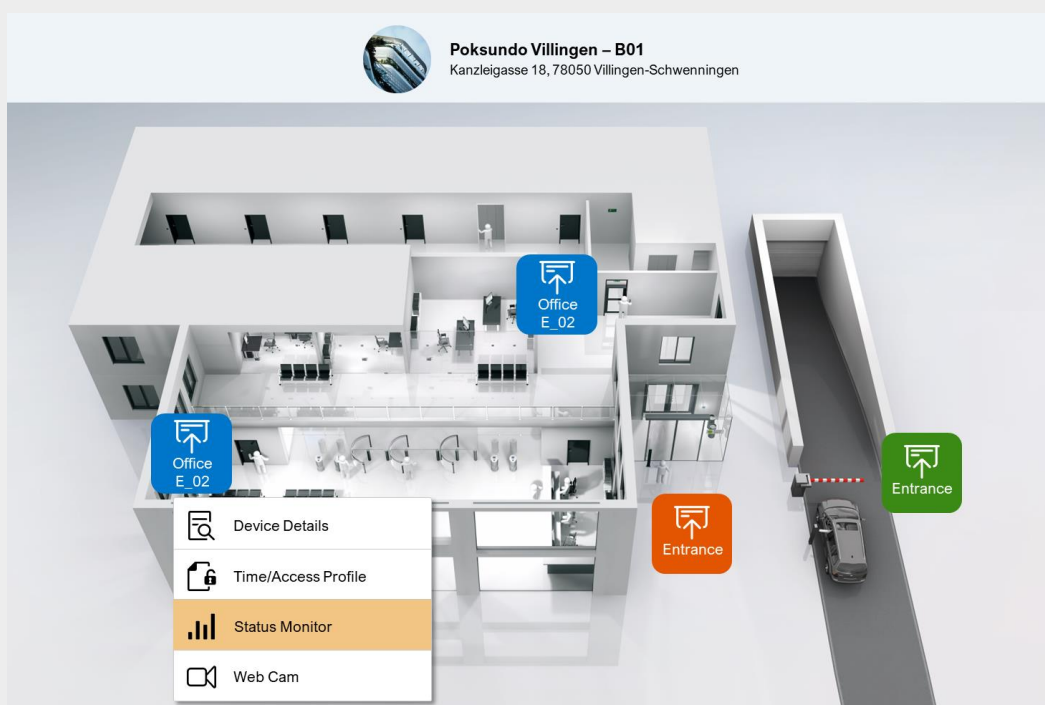 Poksundo Villingen – B01
Kanzleigasse 18, 78050 Villingen-Schwenningen
Office
E_02
Office
E_02
Entrance
Entrance
Device Details
Time/Access Profile
Status Monitor
Web Cam